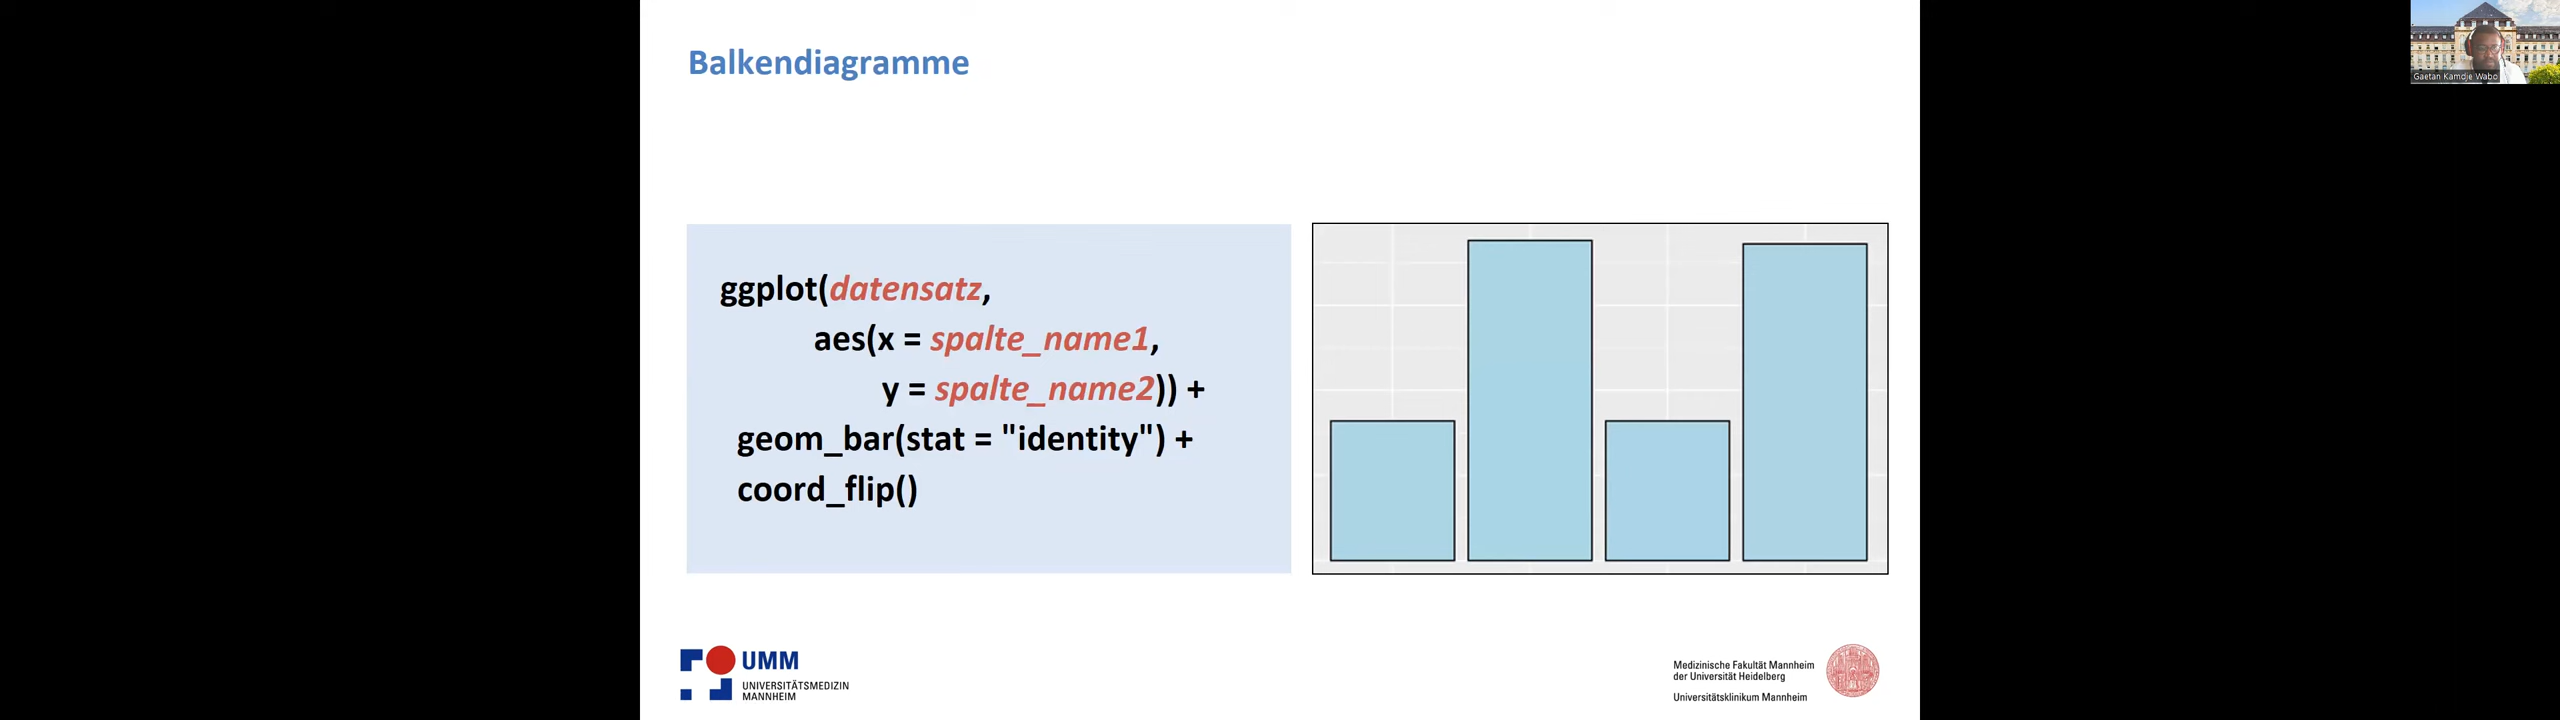 Balkendiagramme
ggplot(datensatz,
aes(x = spalte_name1,
y = spalte_name2)) +
geom_bar(stat = "identity") +
coord_flip()
UMM
UNIVERSITÄTSMEDIZIN
MANNHEIM
Medizinische Fakultät Mannheim
der Universität Heidelberg
Universitätsklinikum Mannheim
Gaetan Kamdje Wabo